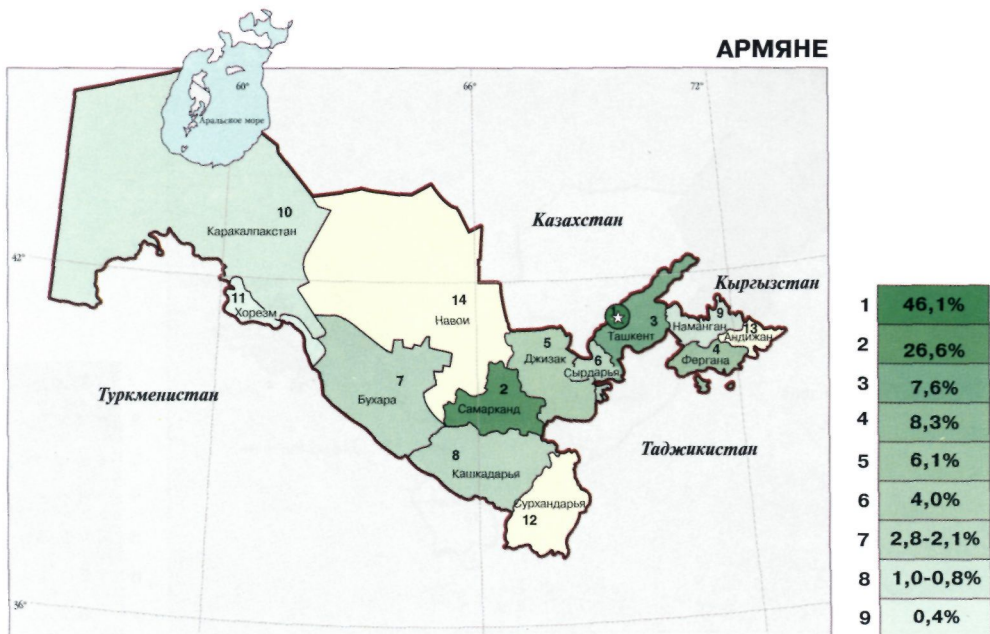 АРМЯНЕ
60°
66°
72°
Аральское море
Казахстан
10
Каракалпакстан
42°
Кыргызстан
11
Хорезм
14
Навои
1
3
Ташкент
9
Наманган
13
Андижан
5
Джизак
6
Сырдарья
4
Фергана
Туркменистан
7
Бухара
2
Самарканд
Таджикистан
8
Кашкадарья
Сурхандарья
12
36°
1 46,1%
2 26,6%
3 7,6%
4 8,3%
5 6,1%
6 4,0%
7 2,8-2,1%
8 1,0-0,8%
9 0,4%